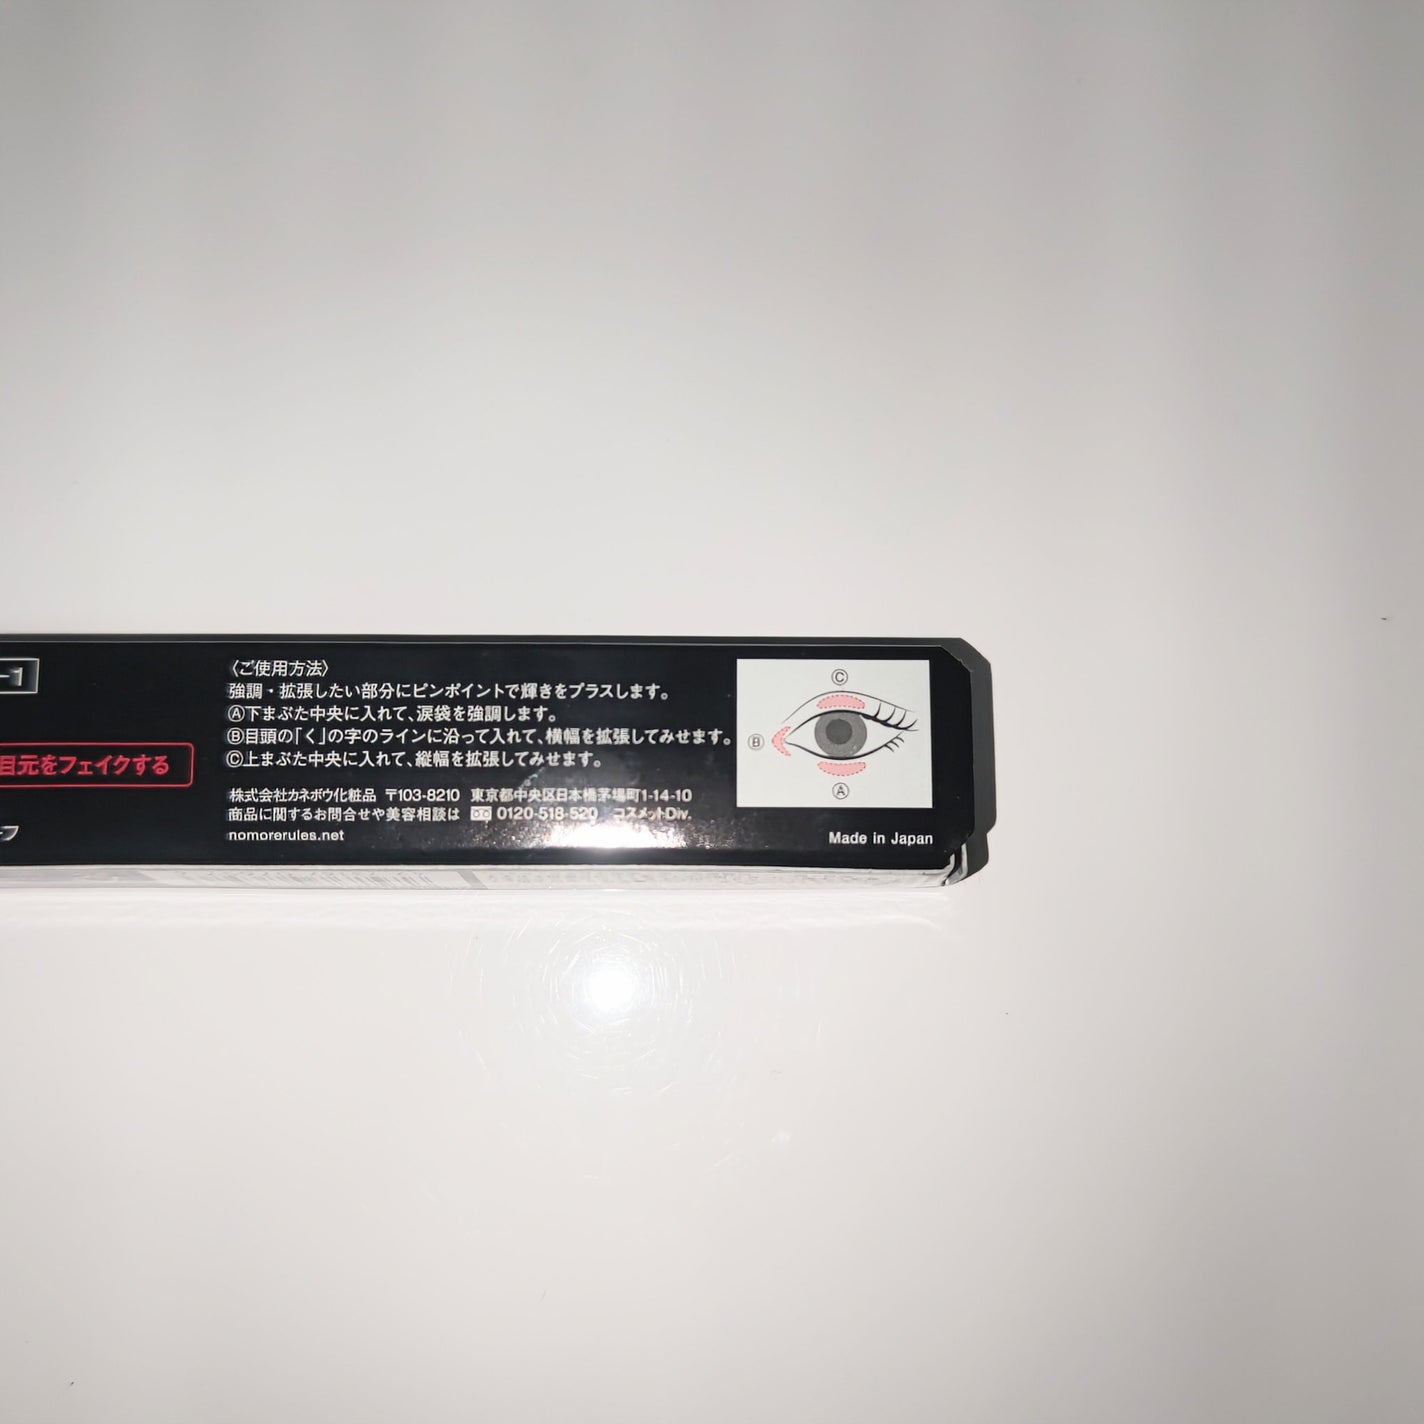 -1
目元をフェイクする
〈ご使用方法〉
強調・拡張したい部分にピンポイントで輝きをプラスします。
Ⓐ下まぶた中央に入れて、涙袋を強調します。
Ⓑ目頭の「く」の字のラインに沿って入れて、横幅を拡張してみせます。
Ⓒ上まぶた中央に入れて、縦幅を拡張してみせます。
株式会社カネボウ化粧品 〒103-8210 東京都中央区日本橋茅場町1-14-10
商品に関するお問合せや美容相談は 0120-518-520 コスメットDiv.
nomorerules.net
Ⓒ
Ⓑ
Ⓐ
Made in Japan